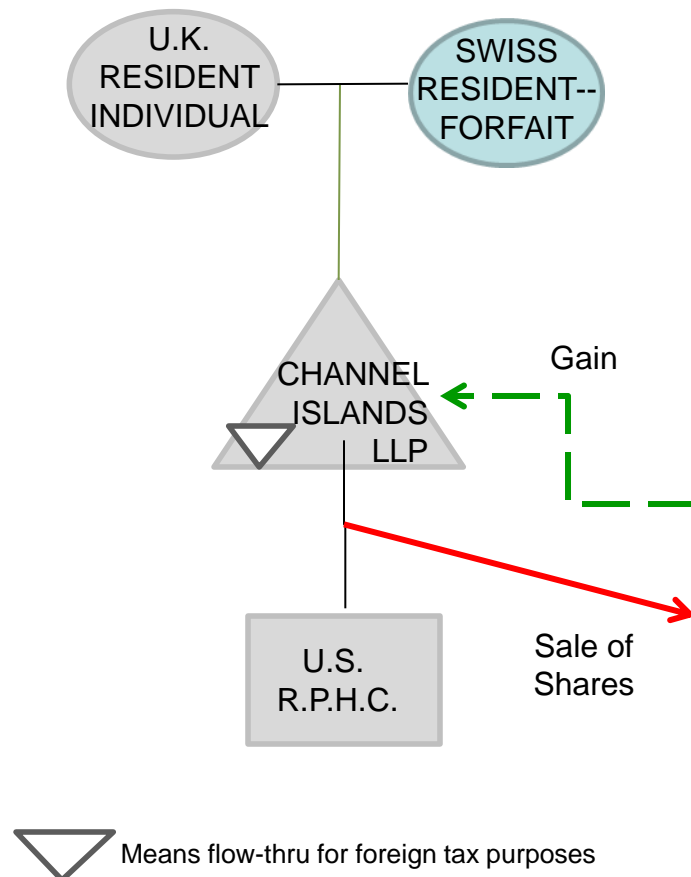 U.K.
RESIDENT
INDIVIDUAL
SWISS
RESIDENT--
FORFAIT
Gain
CHANNEL
ISLANDS
LLP
U.S.
R.P.H.C.
Sale of
Shares
Means flow-thru for foreign tax purposes